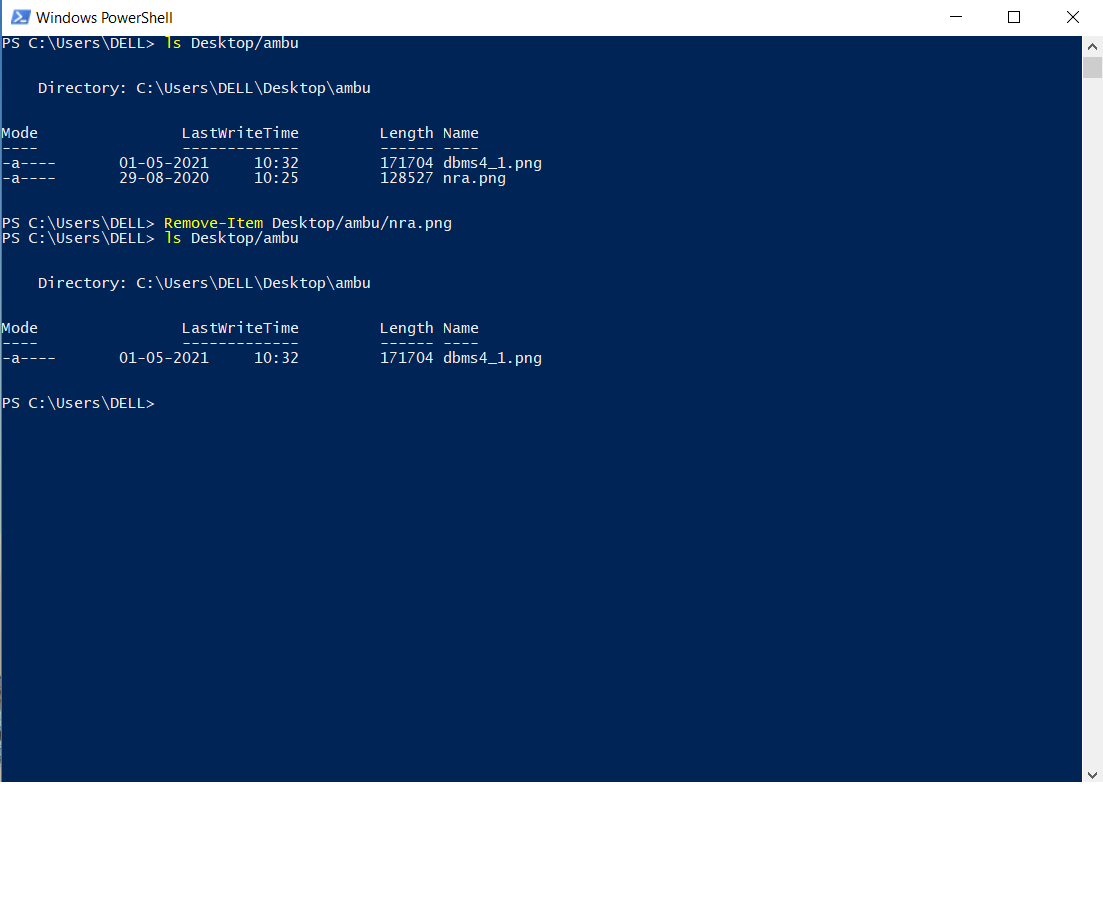 Windows PowerShell
PS C:\Users\DELL> ls Desktop/ambu
    Directory: C:\Users\DELL\Desktop\ambu
Mode                LastWriteTime         Length Name
----                -------------         ------ ----
-a----       01-05-2021     10:32         171704 dbms4_1.png
-a----       29-08-2020     10:25         128527 nra.png
PS C:\Users\DELL> Remove-Item Desktop/ambu/nra.png
PS C:\Users\DELL> ls Desktop/ambu
    Directory: C:\Users\DELL\Desktop\ambu
Mode                LastWriteTime         Length Name
----                -------------         ------ ----
-a----       01-05-2021     10:32         171704 dbms4_1.png
PS C:\Users\DELL>